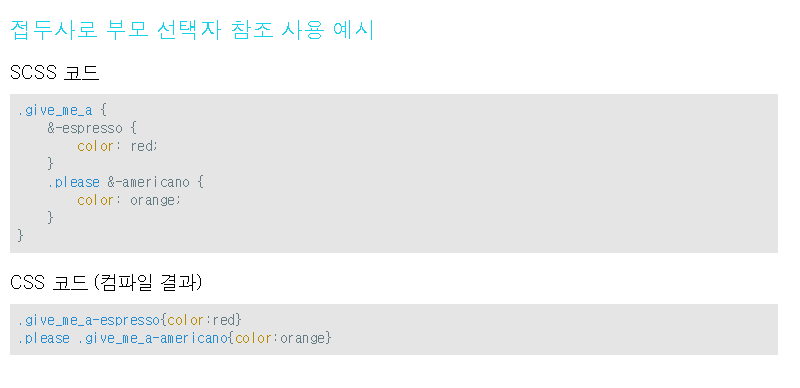 접두사로 부모 선택자 참조 사용 예시
SCSS 코드
.give_me_a {
    &-espresso {
        color: red;
    }
    .please &-americano {
        color: orange;
    }
}
CSS 코드 (컴파일 결과)
.give_me_a-espresso{color:red}
.please .give_me_a-americano{color:orange}